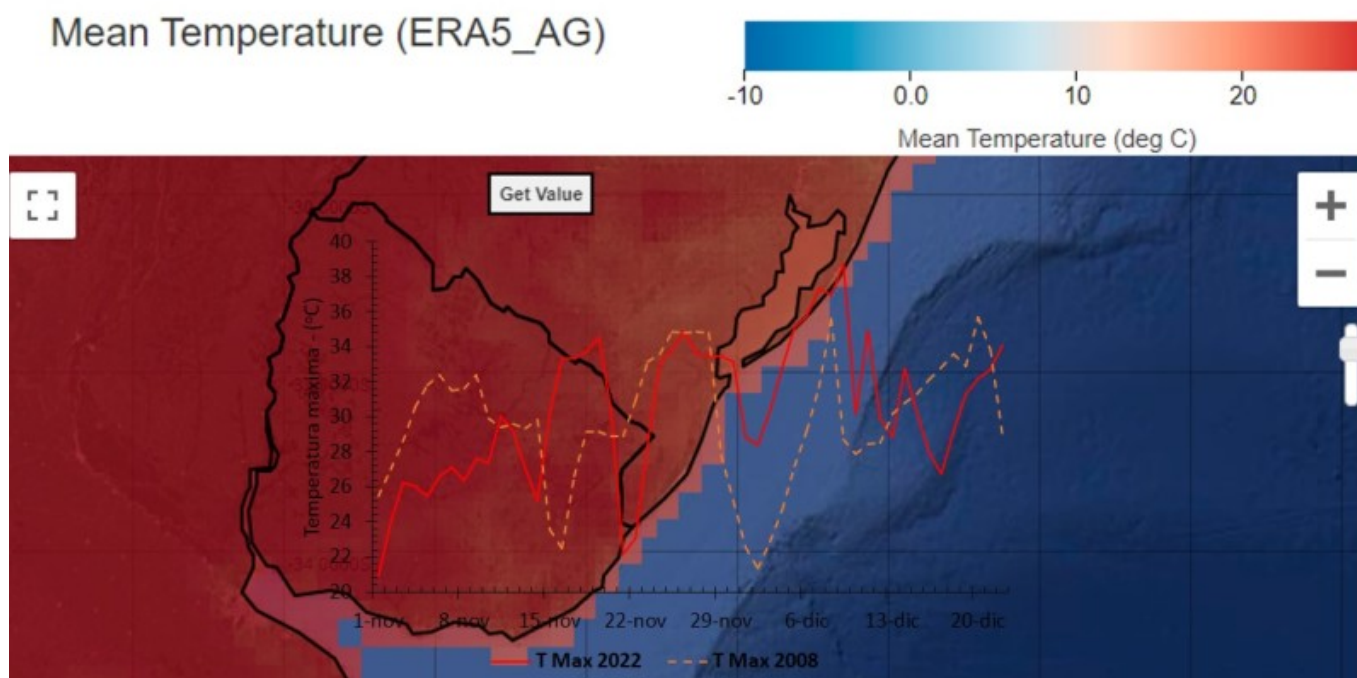 Mean Temperature (ERA5_AG)
-10 0.0 10 20
Mean Temperature (deg C)
Get Value
+
−
40
38
36
34
32
30
28
26
24
22
20
Temperatura máxima - (ºC)
1-nov 8-nov 15-nov 22-nov 29-nov 6-dic 13-dic 20-dic
T Max 2022 T Max 2008